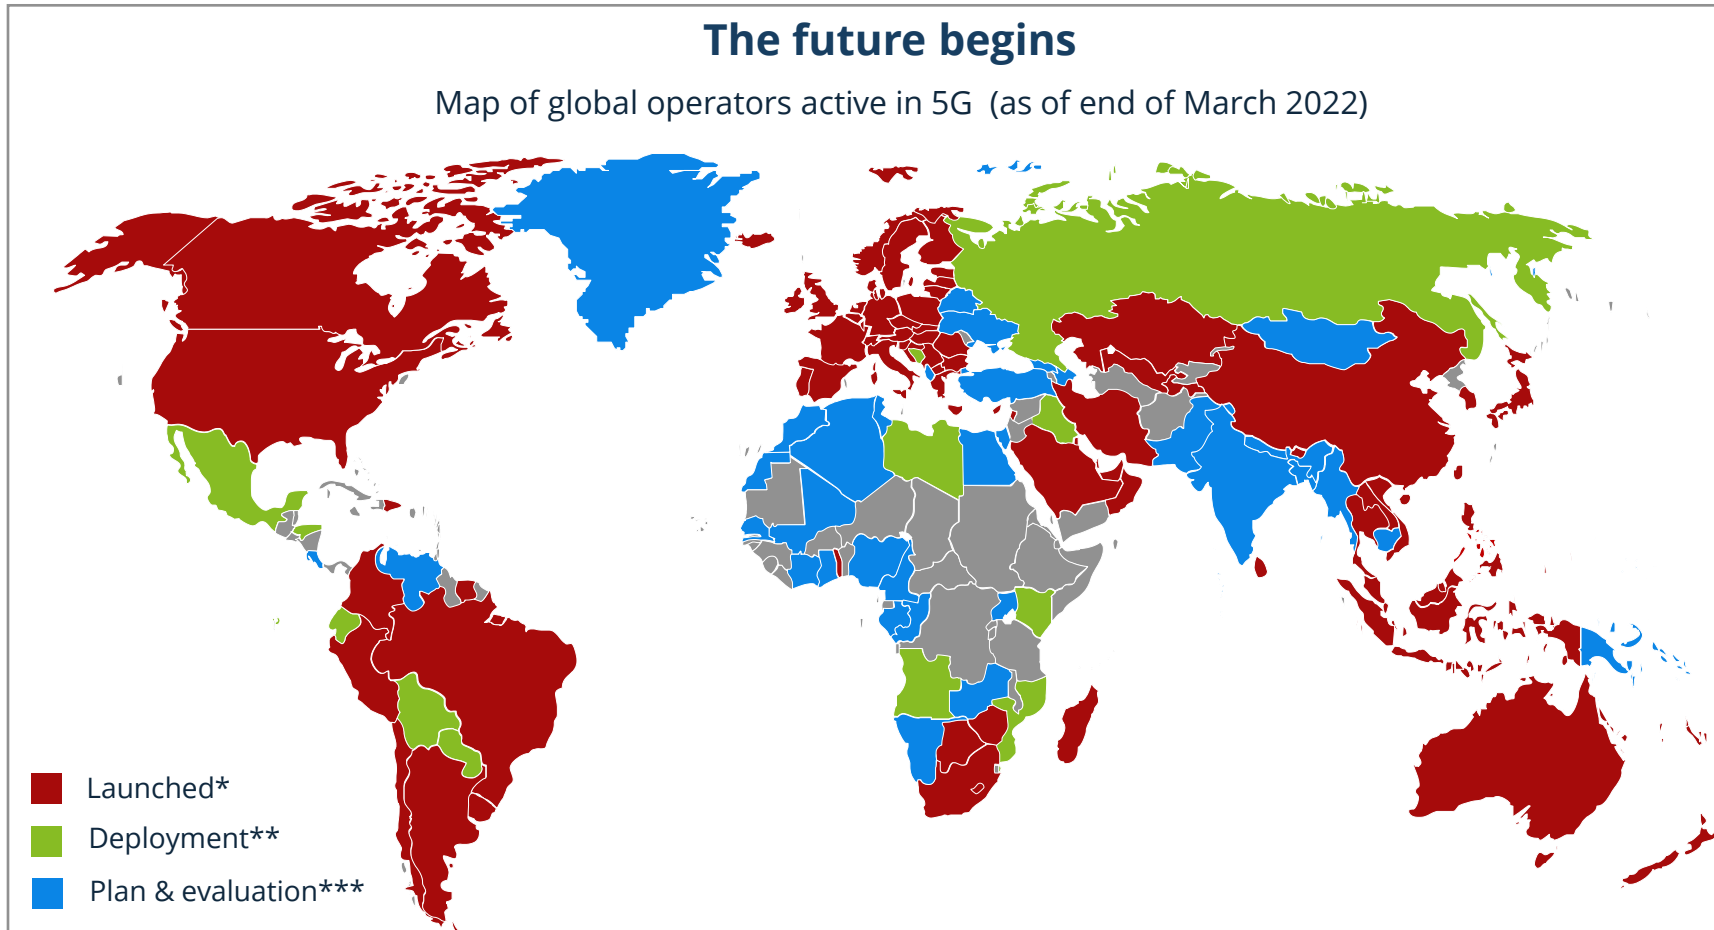 The future begins
Map of global operators active in 5G (as of end of March 2022)
Launched*
Deployment**
Plan & evaluation***